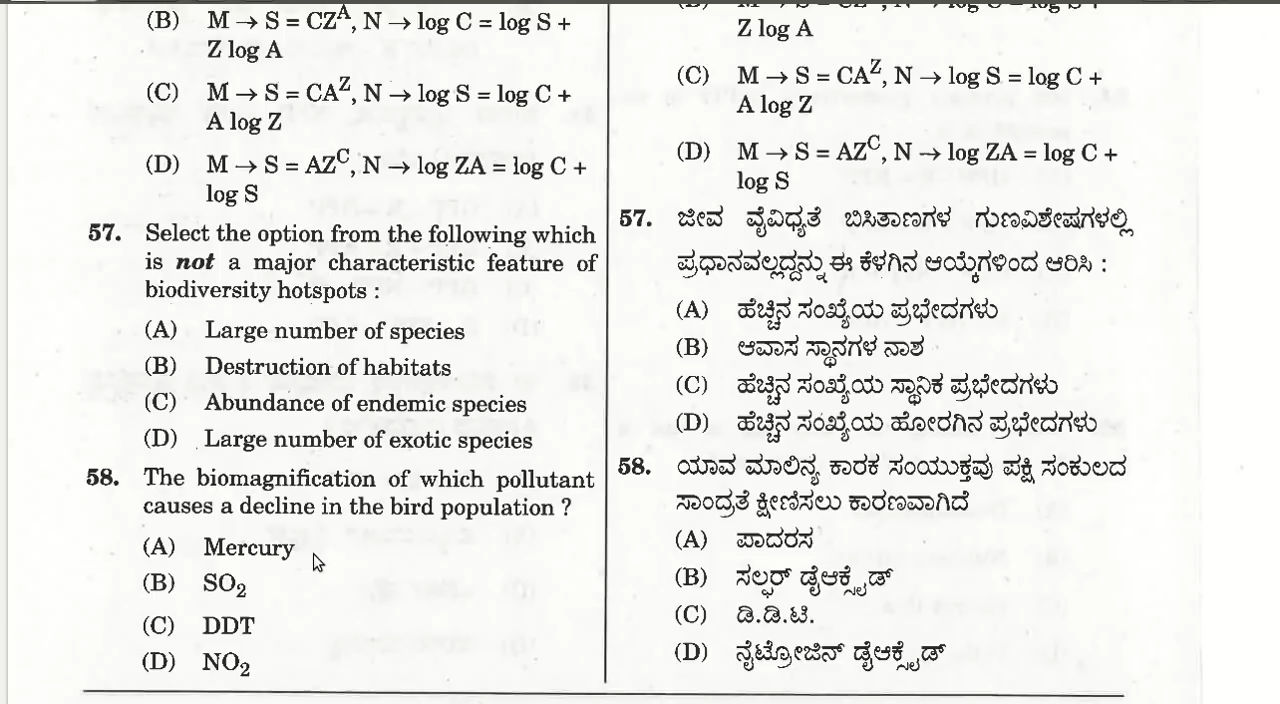 (B) M → S = CZ^A, N → log C = log S +
Z log A
(C) M → S = CA^Z, N → log S = log C +
A log Z
(D) M → S = AZ^C, N → log ZA = log C +
log S
57. Select the option from the following which
is not a major characteristic feature of
biodiversity hotspots :
(A) Large number of species
(B) Destruction of habitats
(C) Abundance of endemic species
(D) Large number of exotic species
58. The biomagnification of which pollutant
causes a decline in the bird population ?
(A) Mercury
(B) SO₂
(C) DDT
(D) NO₂
Z log A
(C) M → S = CA^Z, N → log S = log C +
A log Z
(D) M → S = AZ^C, N → log ZA = log C +
log S
57. ಜೀವ ವೈವಿಧ್ಯತೆ ಬಿಸಿತಾಣಗಳ ಗುಣವಿಶೇಷಗಳಲ್ಲಿ
ಪ್ರಧಾನವಲ್ಲದ್ದನ್ನು ಈ ಕೆಳಗಿನ ಆಯ್ಕೆಗಳಿಂದ ಆರಿಸಿ :
(A) ಹೆಚ್ಚಿನ ಸಂಖ್ಯೆಯ ಪ್ರಭೇದಗಳು
(B) ಆವಾಸ ಸ್ಥಾನಗಳ ನಾಶ
(C) ಹೆಚ್ಚಿನ ಸಂಖ್ಯೆಯ ಸ್ಥಾನಿಕ ಪ್ರಭೇದಗಳು
(D) ಹೆಚ್ಚಿನ ಸಂಖ್ಯೆಯ ಹೋರಗಿನ ಪ್ರಭೇದಗಳು
58. ಯಾವ ಮಾಲಿನ್ಯ ಕಾರಕ ಸಂಯುಕ್ತವು ಪಕ್ಷಿ ಸಂಕುಲದ
ಸಾಂದ್ರತೆ ಕ್ಷೀಣಿಸಲು ಕಾರಣವಾಗಿದೆ
(A) ಪಾದರಸ
(B) ಸಲ್ಫರ್ ಡೈಆಕ್ಸೈಡ್
(C) ಡಿ.ಡಿ.ಟಿ.
(D) ನೈಟ್ರೋಜಿನ್ ಡೈಆಕ್ಸೈಡ್